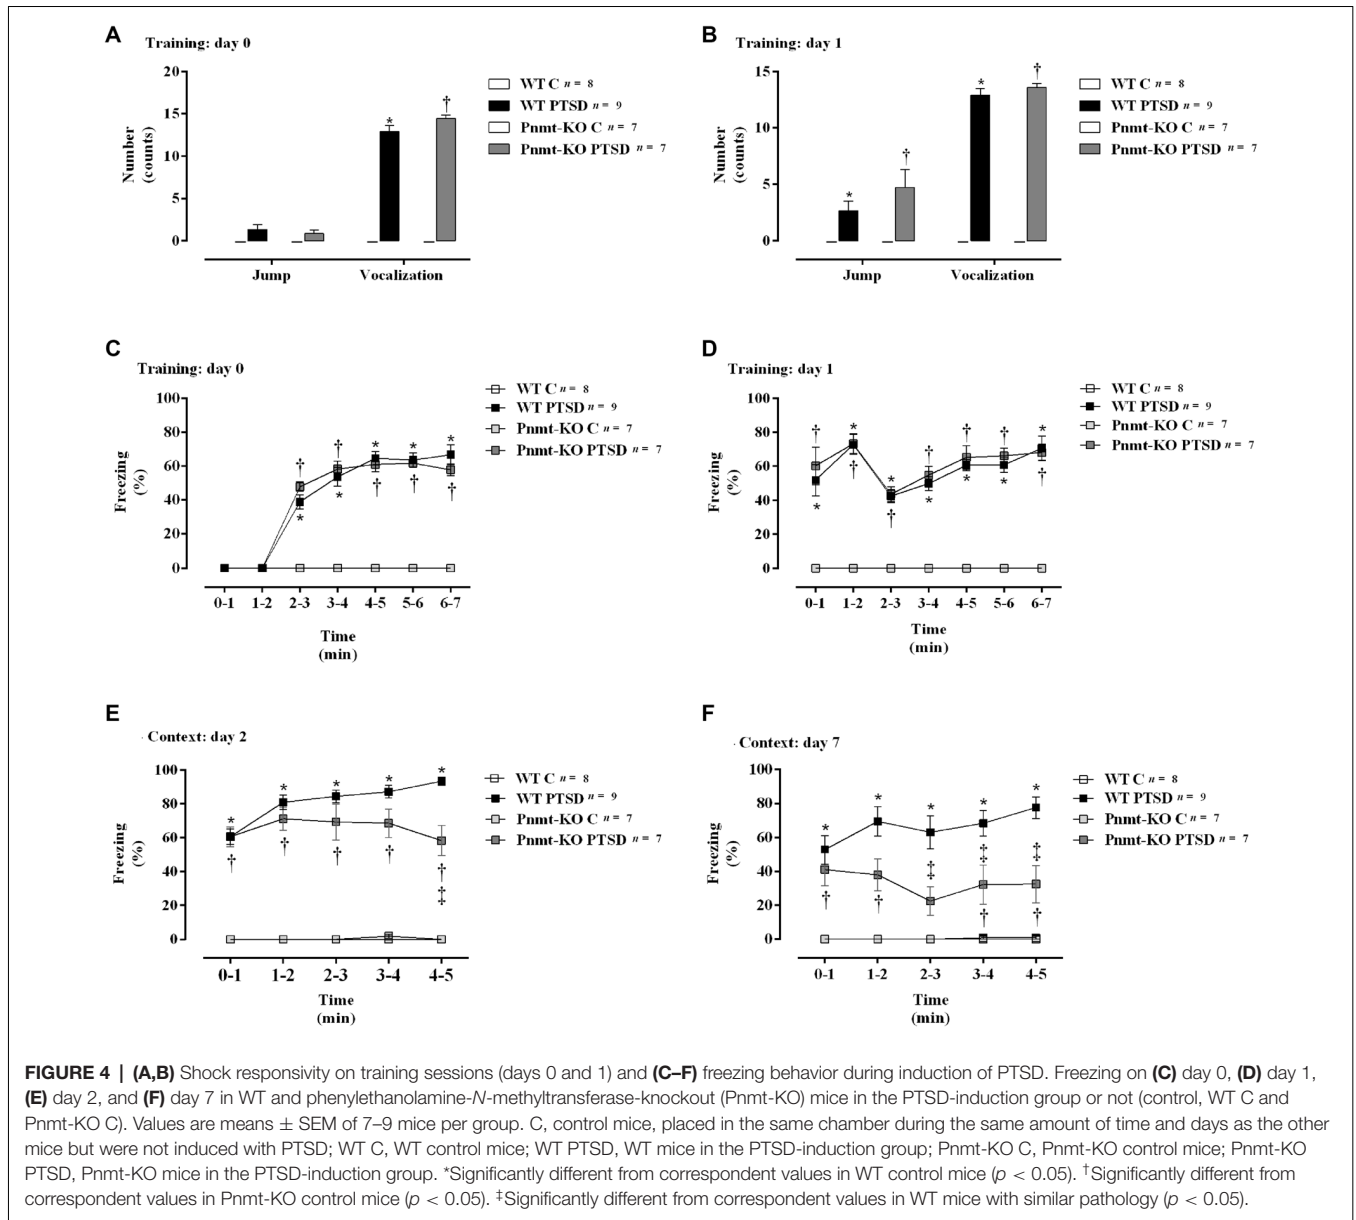 A
Training: day 0
20
15
10
5
0
Number
(counts)
*
†
Jump
Vocalization
WT C n = 8
WT PTSD n = 9
Pnmt-KO C n = 7
Pnmt-KO PTSD n = 7
B
Training: day 1
15
10
5
0
Number
(counts)
*
†
*
†
Jump
Vocalization
WT C n = 8
WT PTSD n = 9
Pnmt-KO C n = 7
Pnmt-KO PTSD n = 7
C
Training: day 0
100
80
60
40
20
0
Freezing
(%)
† † * * *
* * † † †
0-1 1-2 2-3 3-4 4-5 5-6 6-7
Time
(min)
WT C n = 8
WT PTSD n = 9
Pnmt-KO C n = 7
Pnmt-KO PTSD n = 7
D
Training: day 1
100
80
60
40
20
0
Freezing
(%)
† * * † † † *
* † † * * * †
0-1 1-2 2-3 3-4 4-5 5-6 6-7
Time
(min)
WT C n = 8
WT PTSD n = 9
Pnmt-KO C n = 7
Pnmt-KO PTSD n = 7
E
Context: day 2
100
80
60
40
20
0
Freezing
(%)
* * * * *
† † † † †
‡
0-1 1-2 2-3 3-4 4-5
Time
(min)
WT C n = 8
WT PTSD n = 9
Pnmt-KO C n = 7
Pnmt-KO PTSD n = 7
F
Context: day 7
100
80
60
40
20
0
Freezing
(%)
* * * * *
‡ ‡ ‡
† † † †
0-1 1-2 2-3 3-4 4-5
Time
(min)
WT C n = 8
WT PTSD n = 9
Pnmt-KO C n = 7
Pnmt-KO PTSD n = 7
FIGURE 4 | (A,B) Shock responsivity on training sessions (days 0 and 1) and (C–F) freezing behavior during induction of PTSD. Freezing on (C) day 0, (D) day 1,
(E) day 2, and (F) day 7 in WT and phenylethanolamine-N-methyltransferase-knockout (Pnmt-KO) mice in the PTSD-induction group or not (control, WT C and
Pnmt-KO C). Values are means ± SEM of 7–9 mice per group. C, control mice, placed in the same chamber during the same amount of time and days as the other
mice but were not induced with PTSD; WT C, WT control mice; WT PTSD, WT mice in the PTSD-induction group; Pnmt-KO C, Pnmt-KO control mice; Pnmt-KO
PTSD, Pnmt-KO mice in the PTSD-induction group. *Significantly different from correspondent values in WT control mice (p < 0.05). †Significantly different from
correspondent values in Pnmt-KO control mice (p < 0.05). ‡Significantly different from correspondent values in WT mice with similar pathology (p < 0.05).